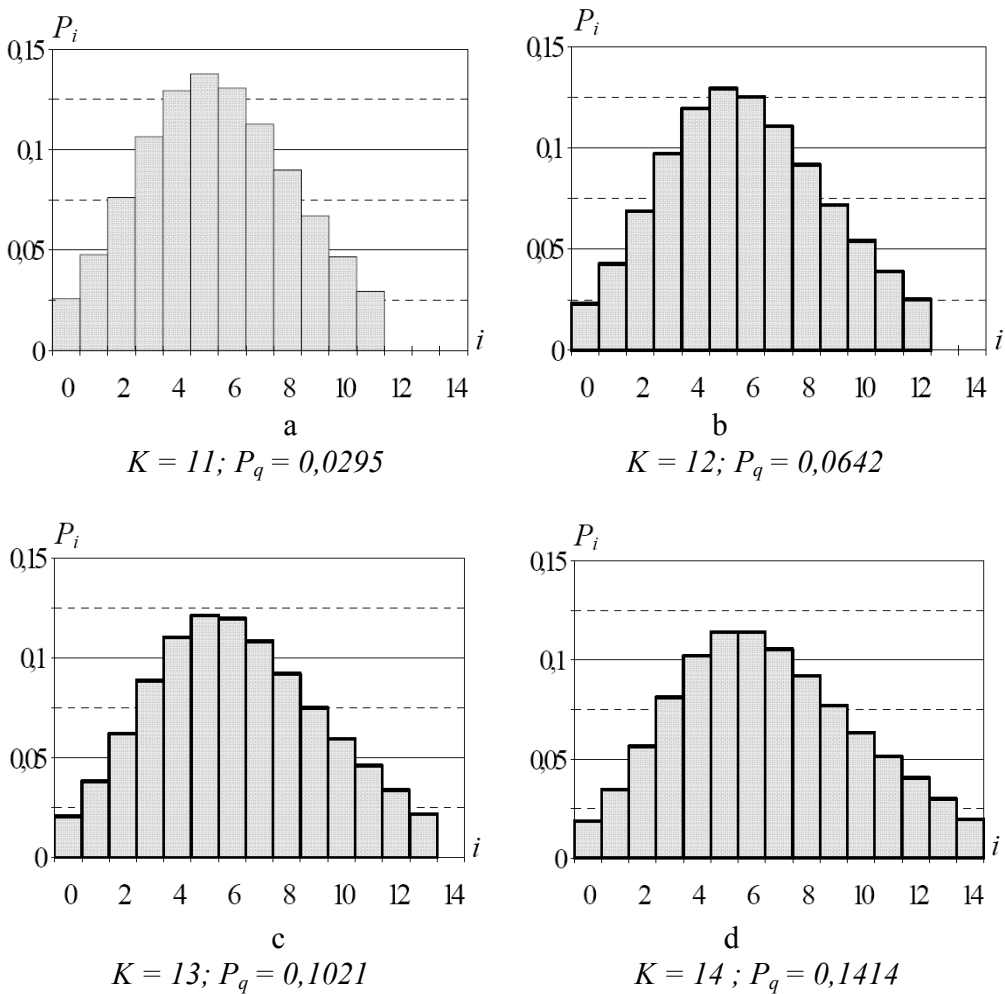 P_i
0,15
0,1
0,05
0
0 2 4 6 8 10 12 14
i
a
K = 11; P_q = 0,0295
P_i
0,15
0,1
0,05
0
0 2 4 6 8 10 12 14
i
b
K = 12; P_q = 0,0642
P_i
0,15
0,1
0,05
0
0 2 4 6 8 10 12 14
i
c
K = 13; P_q = 0,1021
P_i
0,15
0,1
0,05
0
0 2 4 6 8 10 12 14
i
d
K = 14 ; P_q = 0,1414